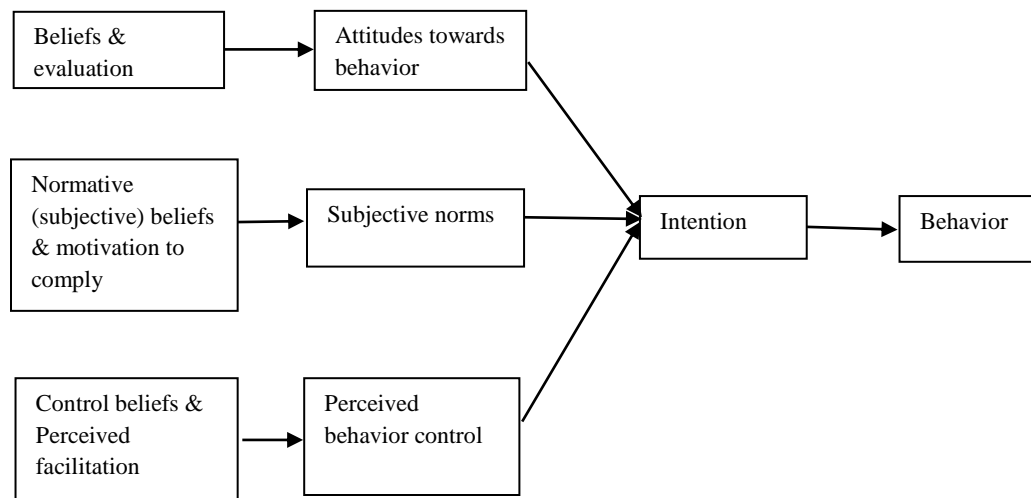 Beliefs &
evaluation
Attitudes towards
behavior
Normative
(subjective) beliefs
& motivation to
comply
Subjective norms
Intention
Behavior
Control beliefs &
Perceived
facilitation
Perceived
behavior control